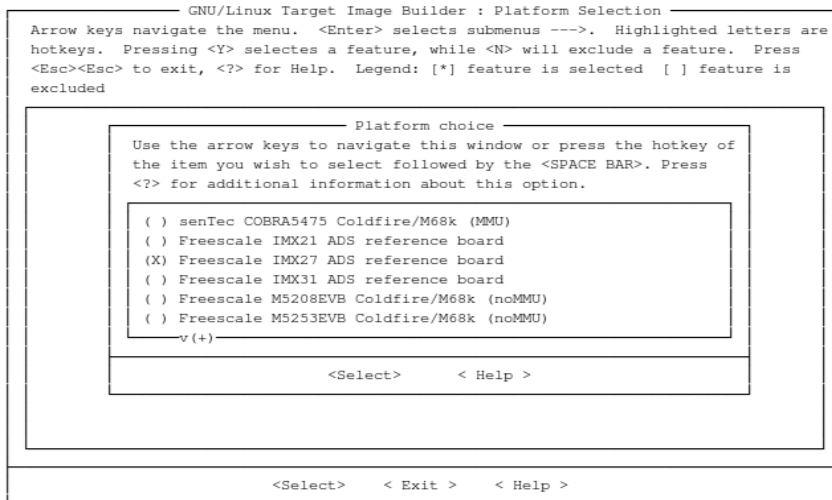 GNU/Linux Target Image Builder : Platform Selection
Arrow keys navigate the menu. <Enter> selects submenus --->. Highlighted letters are
hotkeys. Pressing <Y> selectes a feature, while <N> will exclude a feature. Press
<Esc><Esc> to exit, <?> for Help. Legend: [*] feature is selected [ ] feature is
excluded
Platform choice
Use the arrow keys to navigate this window or press the hotkey of
the item you wish to select followed by the <SPACE BAR>. Press
<?> for additional information about this option.
( ) senTec COBRA5475 Coldfire/M68k (MMU)
( ) Freescale IMX21 ADS reference board
(X) Freescale IMX27 ADS reference board
( ) Freescale IMX31 ADS reference board
( ) Freescale M5208EVB Coldfire/M68k (noMMU)
( ) Freescale M5253EVB Coldfire/M68k (noMMU)
v(+)
<Select> < Help >
<Select> < Exit > < Help >